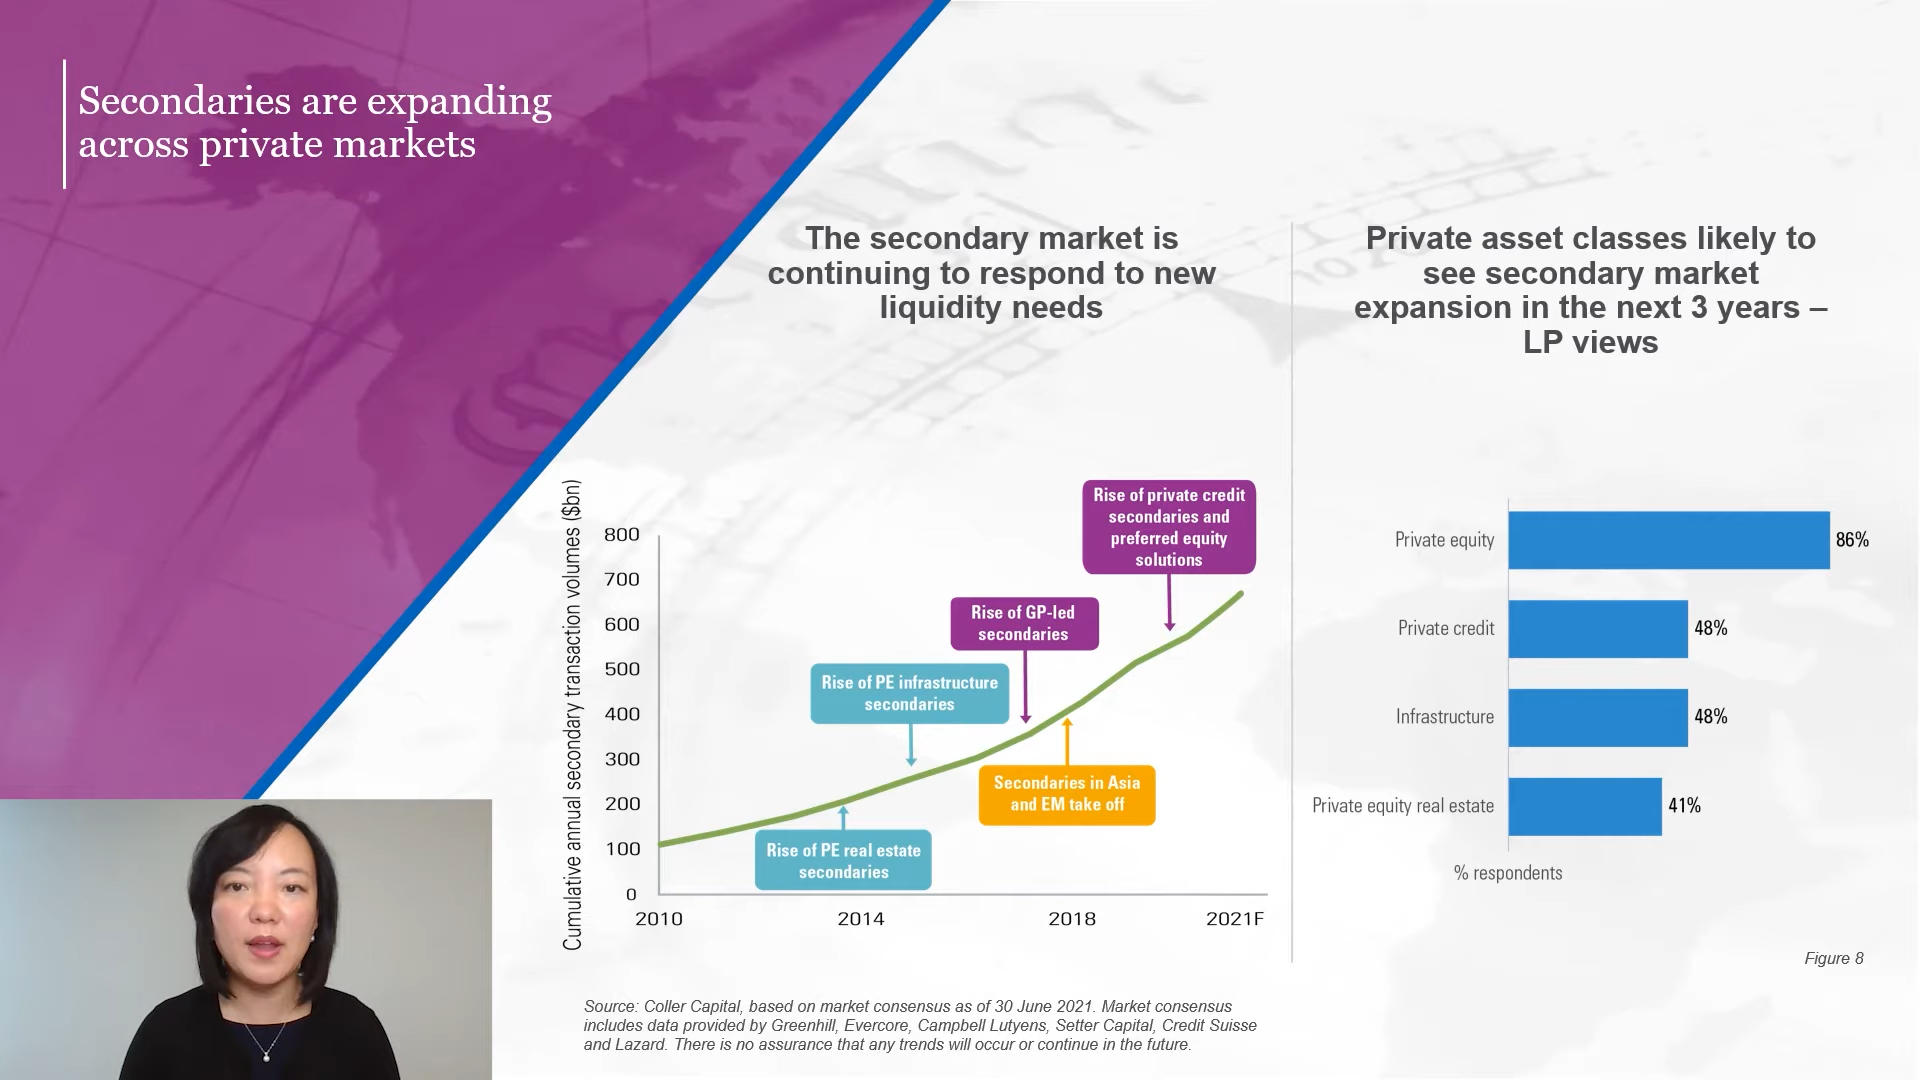 Secondaries are expanding
across private markets
The secondary market is
continuing to respond to new
liquidity needs
Cumulative annual secondary transaction volumes ($bn)
800
700
600
500
400
300
200
100
0
2010
2014
2018
2021F
Rise of private credit
secondaries and
preferred equity
solutions
Rise of GP-led
secondaries
Rise of PE infrastructure
secondaries
Secondaries in Asia
and EM take off
Rise of PE real estate
secondaries
Source: Coller Capital, based on market consensus as of 30 June 2021. Market consensus
includes data provided by Greenhill, Evercore, Campbell Lutyens, Setter Capital, Credit Suisse
and Lazard. There is no assurance that any trends will occur or continue in the future.
Private asset classes likely to
see secondary market
expansion in the next 3 years –
LP views
Private equity 86%
Private credit 48%
Infrastructure 48%
Private equity real estate 41%
% respondents
Figure 8